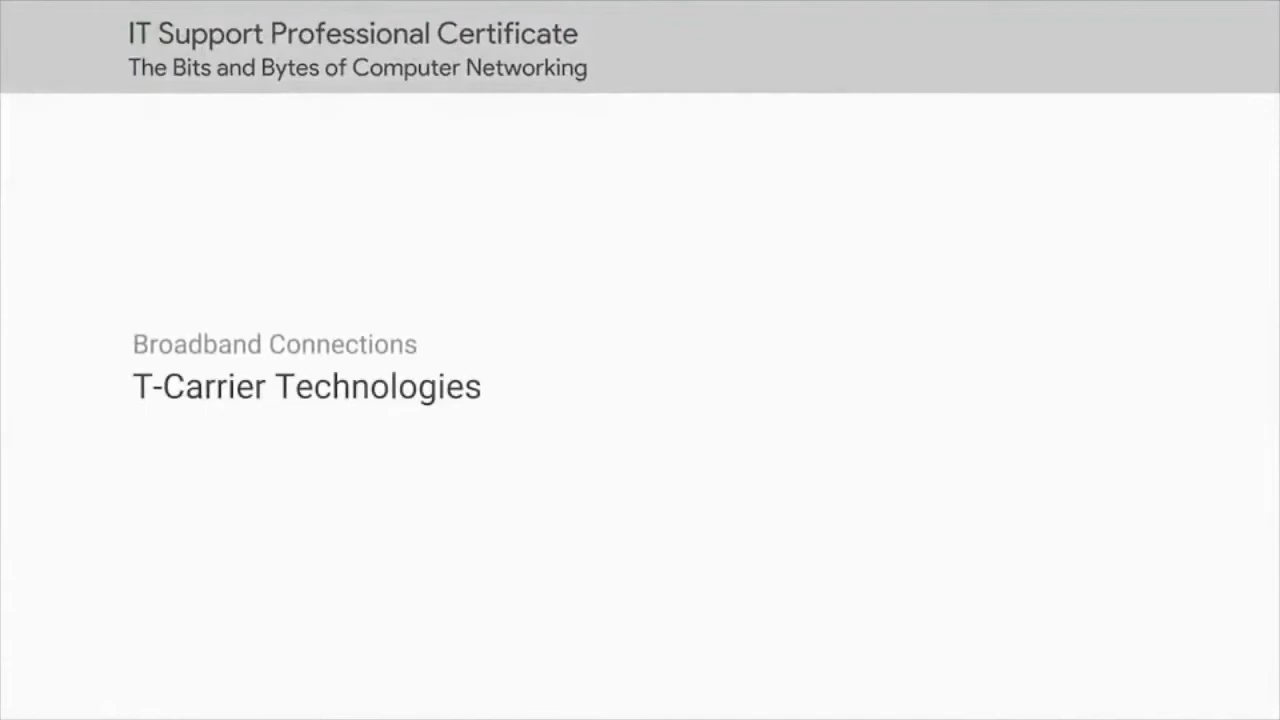 IT Support Professional Certificate
The Bits and Bytes of Computer Networking
Broadband Connections
T-Carrier Technologies